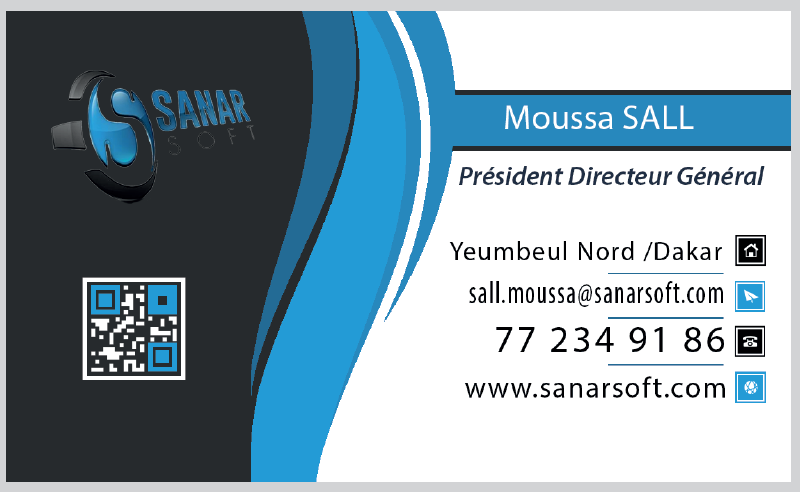 SANAR
SOFT
Moussa SALL
Président Directeur Général
Yeumbeul Nord /Dakar
sall.moussa@sanarsoft.com
77 234 91 86
www.sanarsoft.com